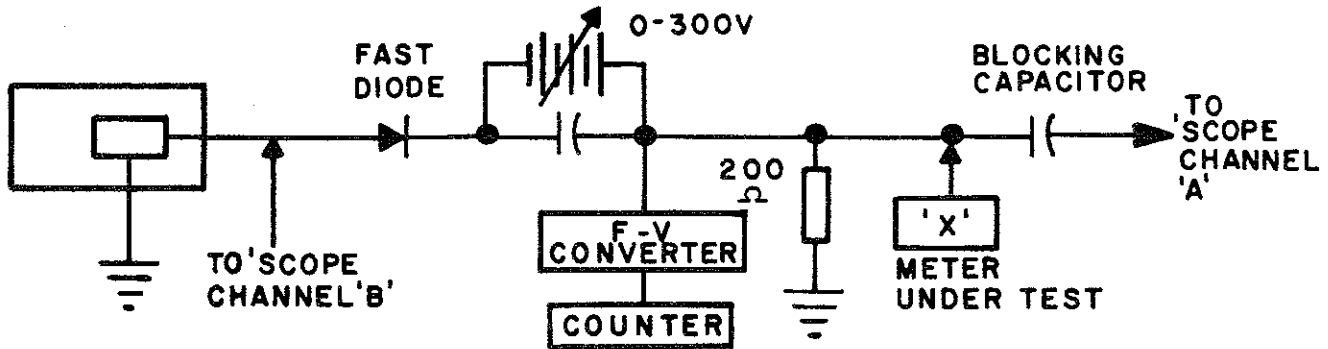 0-300V
FAST
DIODE
BLOCKING
CAPACITOR
TO
'SCOPE
CHANNEL
'A'
200
Ω
'X'
F-V
CONVERTER
TO 'SCOPE
CHANNEL 'B'
METER
UNDER TEST
COUNTER